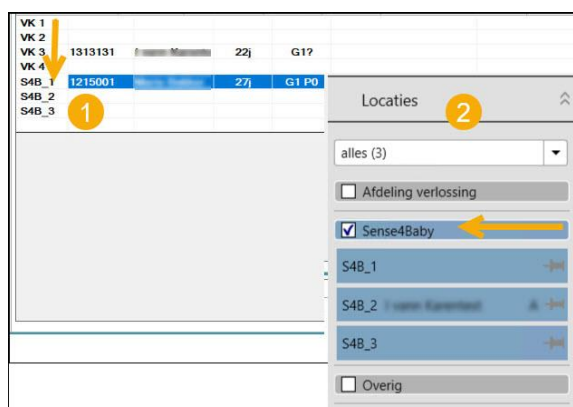 VK 1
VK 2
VK 3 1313131 22j G1?
VK 4
S4B_1 1215001 27j G1 P0
S4B_2
S4B_3
1
Locaties
2
alles (3)
Afdeling verlossing
Sense4Baby
S4B_1
S4B_2
S4B_3
Overig